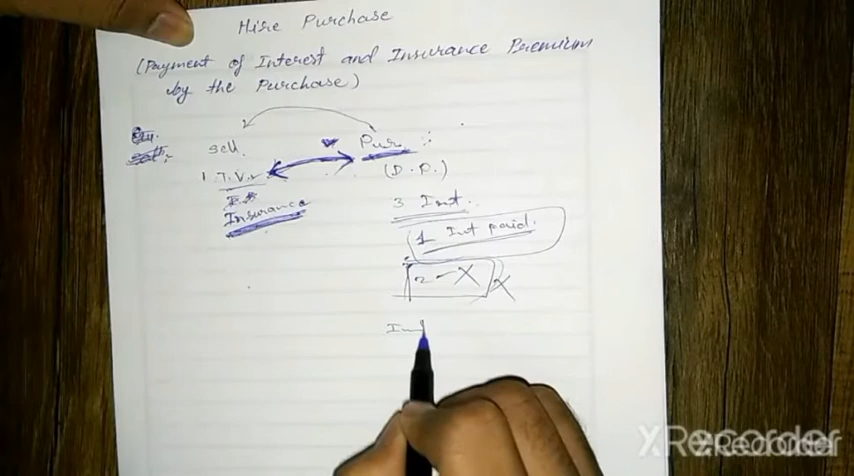 Hire Purchase
(Payment of Interest and Insurance Premium
by the Purchase)
sell. Pur. :-
1. T.V. (D.P.)
Insurance 3 Int.
1 Int paid.
2 - X X
XRecorder